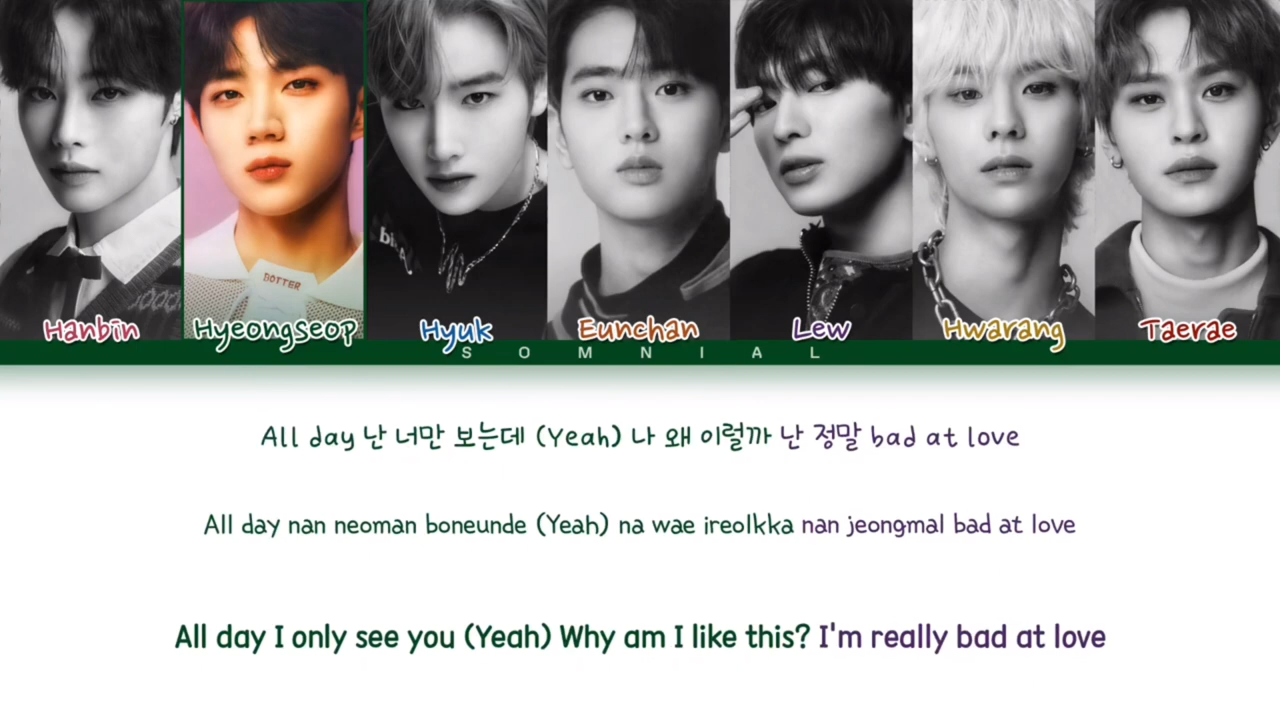 BOTTER
Hanbin Hyeongseop Hyuk Eunchan Lew Hwarang Taerae
SOMNIAL
All day 난 너만 보는데 (Yeah) 나 왜 이럴까 난 정말 bad at love
All day nan neoman boneunde (Yeah) na wae ireolkka nan jeongmal bad at love
All day I only see you (Yeah) Why am I like this? I'm really bad at love